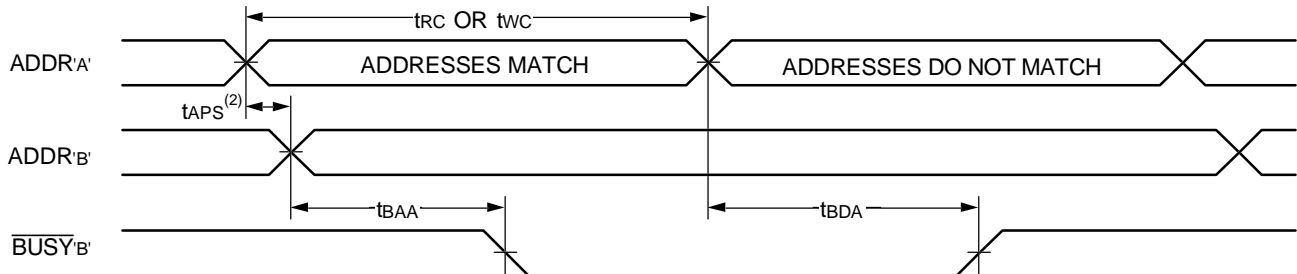 tRC OR tWC
ADDR'A'
ADDRESSES MATCH
ADDRESSES DO NOT MATCH
tAPS(2)
ADDR'B'
tBAA
tBDA
BUSY'B'